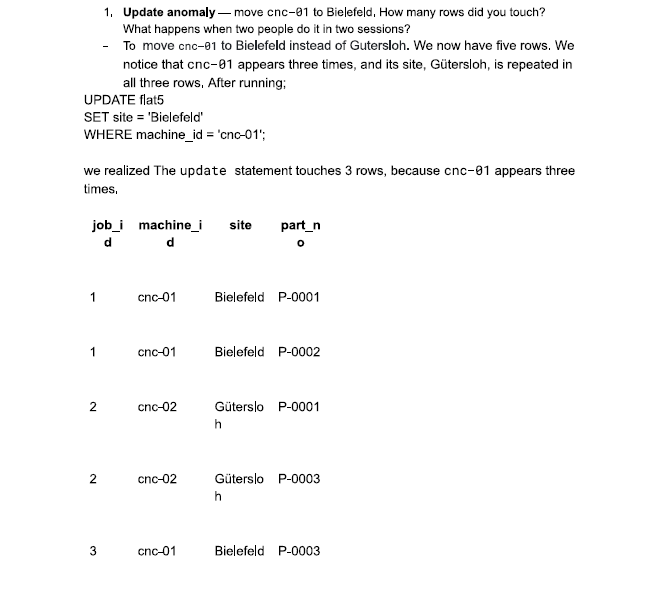 1. Update anomaly — move cnc-01 to Bielefeld. How many rows did you touch?
What happens when two people do it in two sessions?
- To move cnc-01 to Bielefeld instead of Gutersloh. We now have five rows. We
notice that cnc-01 appears three times, and its site, Gütersloh, is repeated in
all three rows. After running;
UPDATE flat5
SET site = 'Bielefeld'
WHERE machine_id = 'cnc-01';
we realized The update statement touches 3 rows, because cnc-01 appears three
times.
job_i machine_i site part_n
d d o
1 cnc-01 Bielefeld P-0001
1 cnc-01 Bielefeld P-0002
2 cnc-02 Güterslo P-0001
h
2 cnc-02 Güterslo P-0003
h
3 cnc-01 Bielefeld P-0003